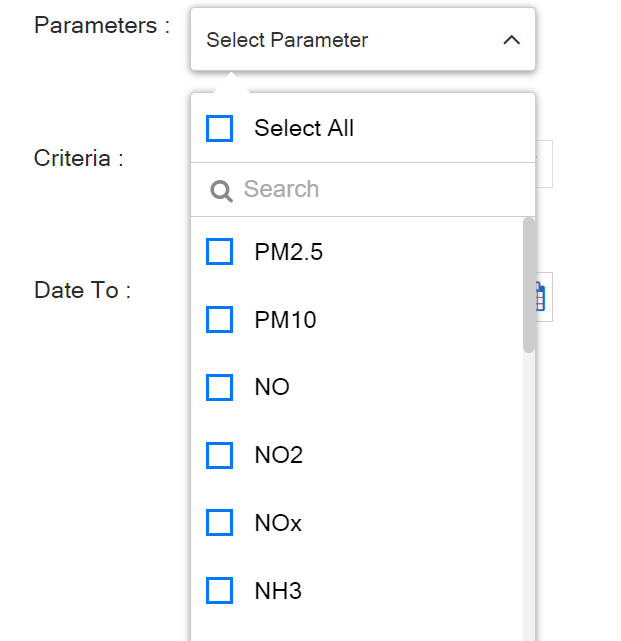 Parameters :
Select Parameter
Select All
Criteria :
Search
PM2.5
Date To :
PM10
NO
NO2
NOx
NH3